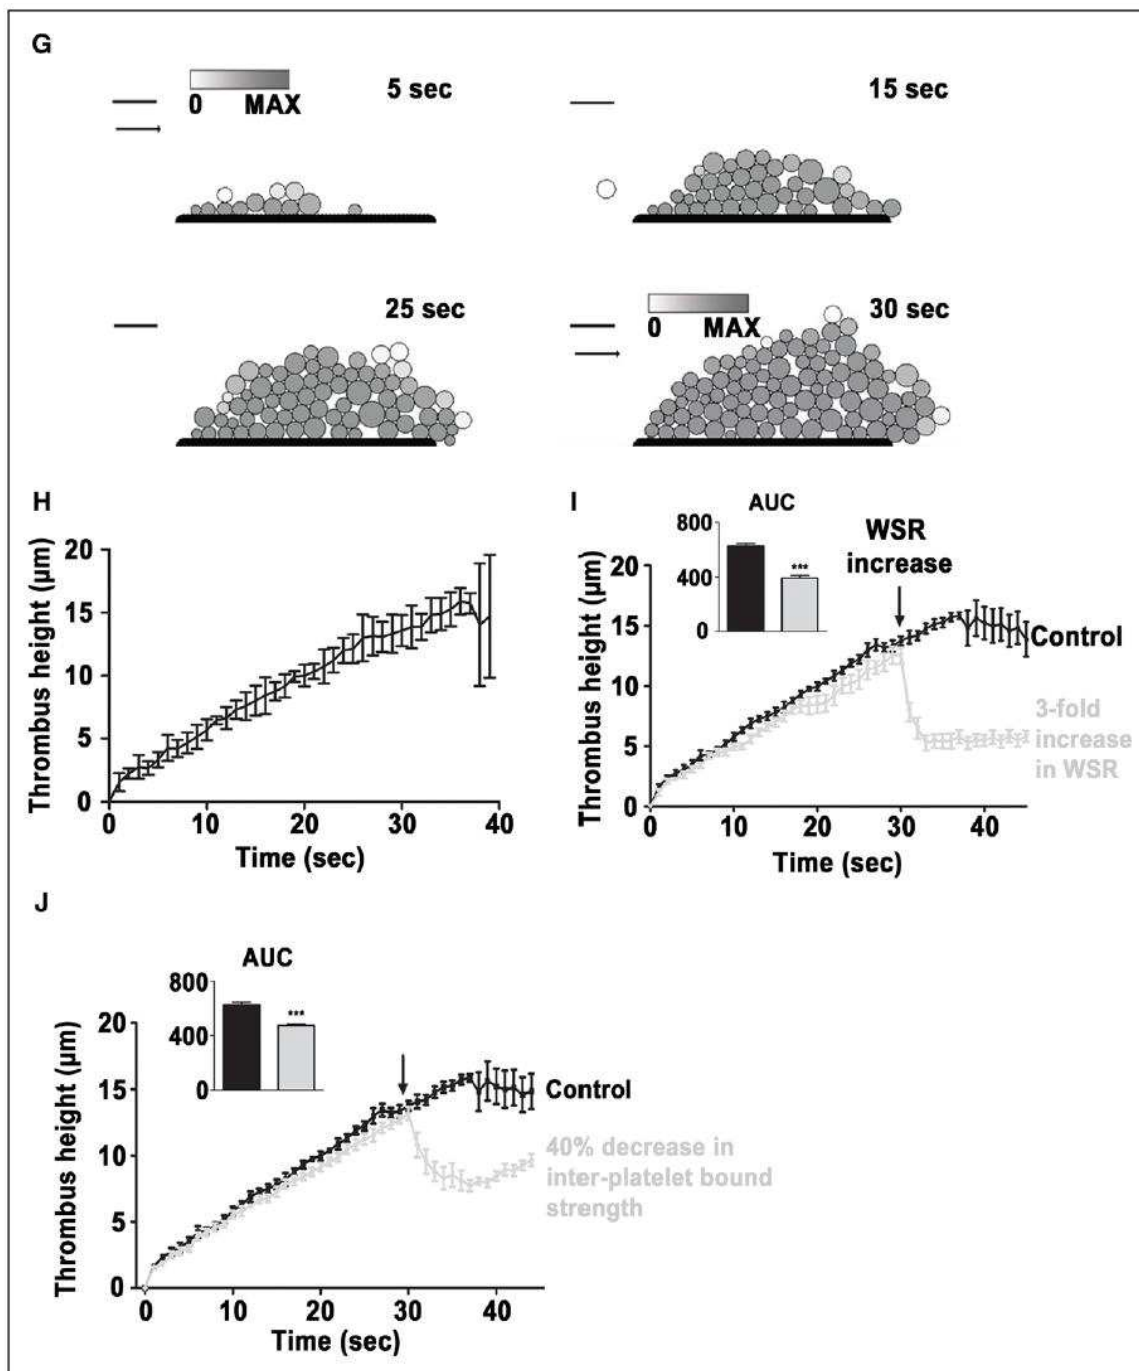 G
0 MAX
5 sec
15 sec
25 sec
0 MAX
30 sec
H
Thrombus height (μm)
20
15
10
5
0
0 10 20 30 40
Time (sec)
I
AUC
800
400
0
***
WSR
increase
Thrombus height (μm)
20
15
10
5
0
Control
3-fold
increase
in WSR
0 10 20 30 40
Time (sec)
J
AUC
800
400
0
***
Thrombus height (μm)
20
15
10
5
0
Control
40% decrease in
inter-platelet bound
strength
0 10 20 30 40
Time (sec)